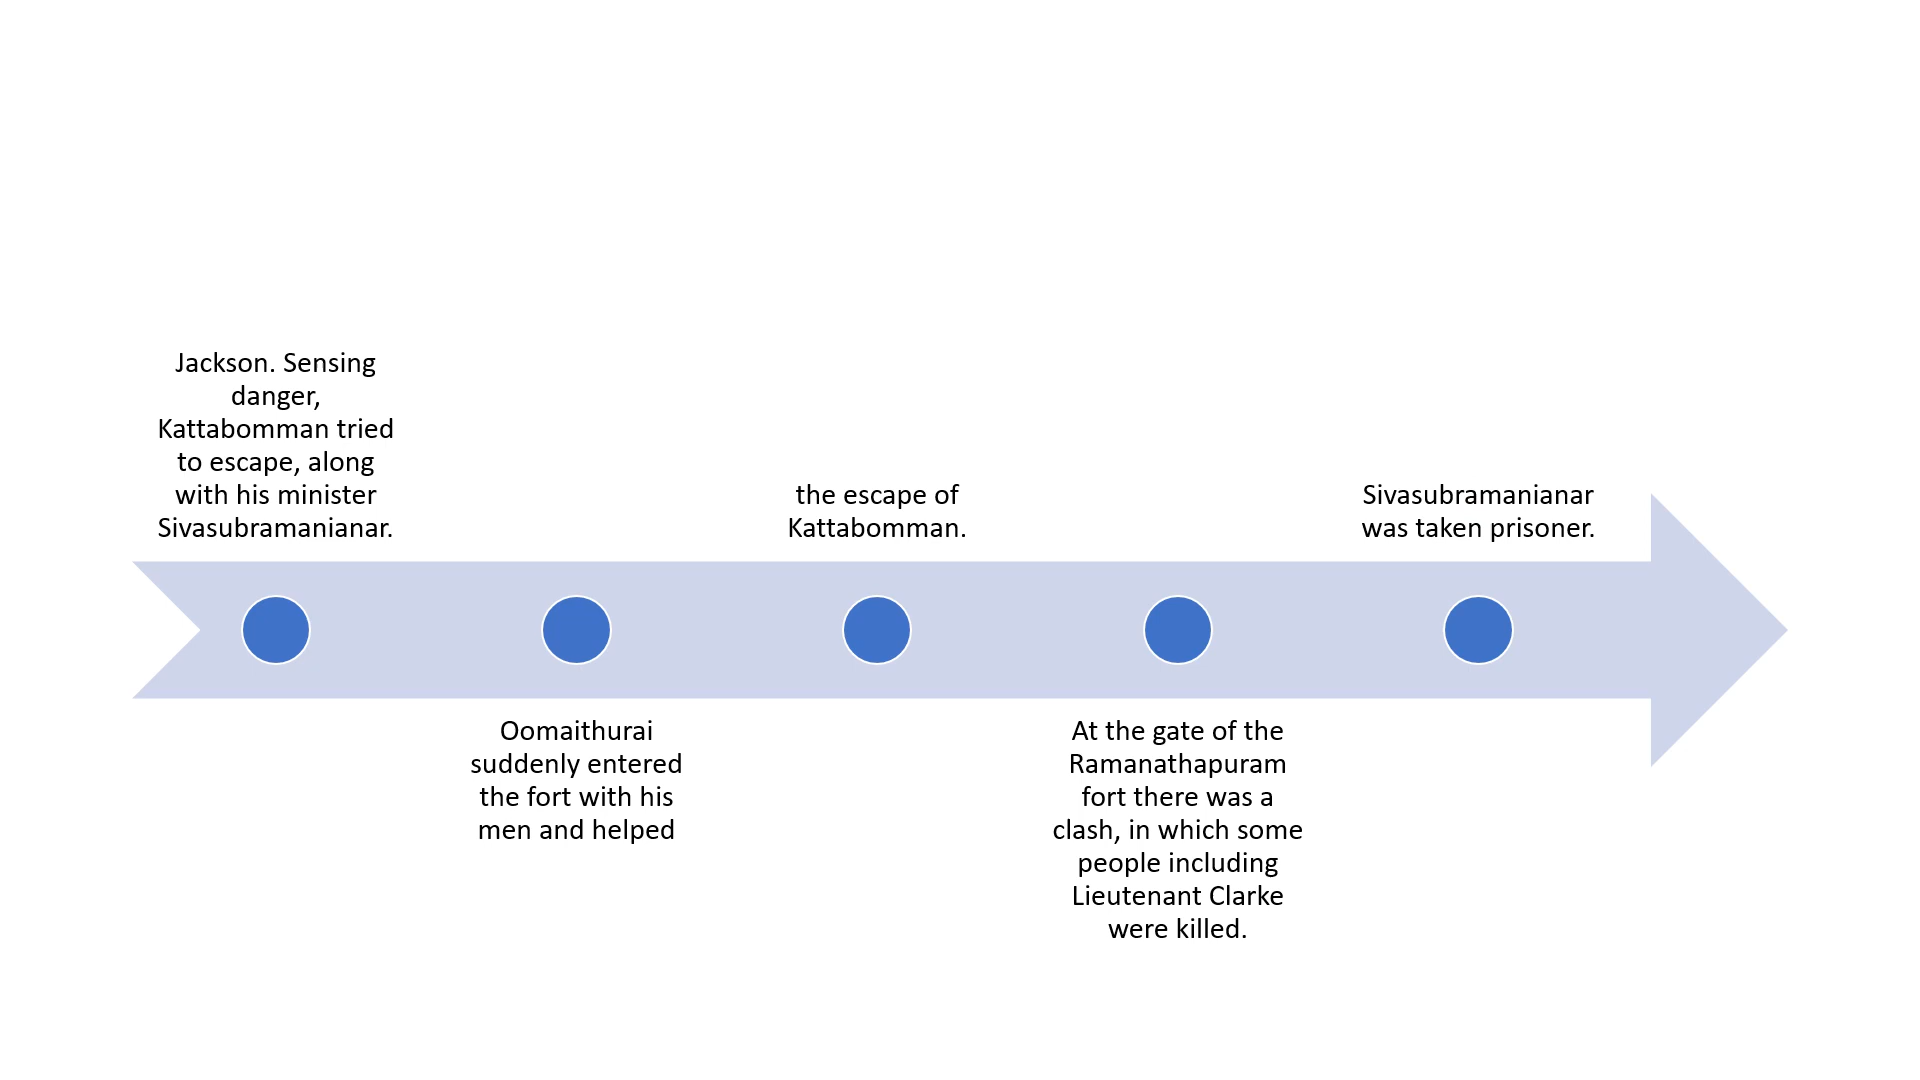 Jackson. Sensing
danger,
Kattabomman tried
to escape, along
with his minister
Sivasubramanianar.
Oomaithurai
suddenly entered
the fort with his
men and helped
the escape of
Kattabomman.
At the gate of the
Ramanathapuram
fort there was a
clash, in which some
people including
Lieutenant Clarke
were killed.
Sivasubramanianar
was taken prisoner.